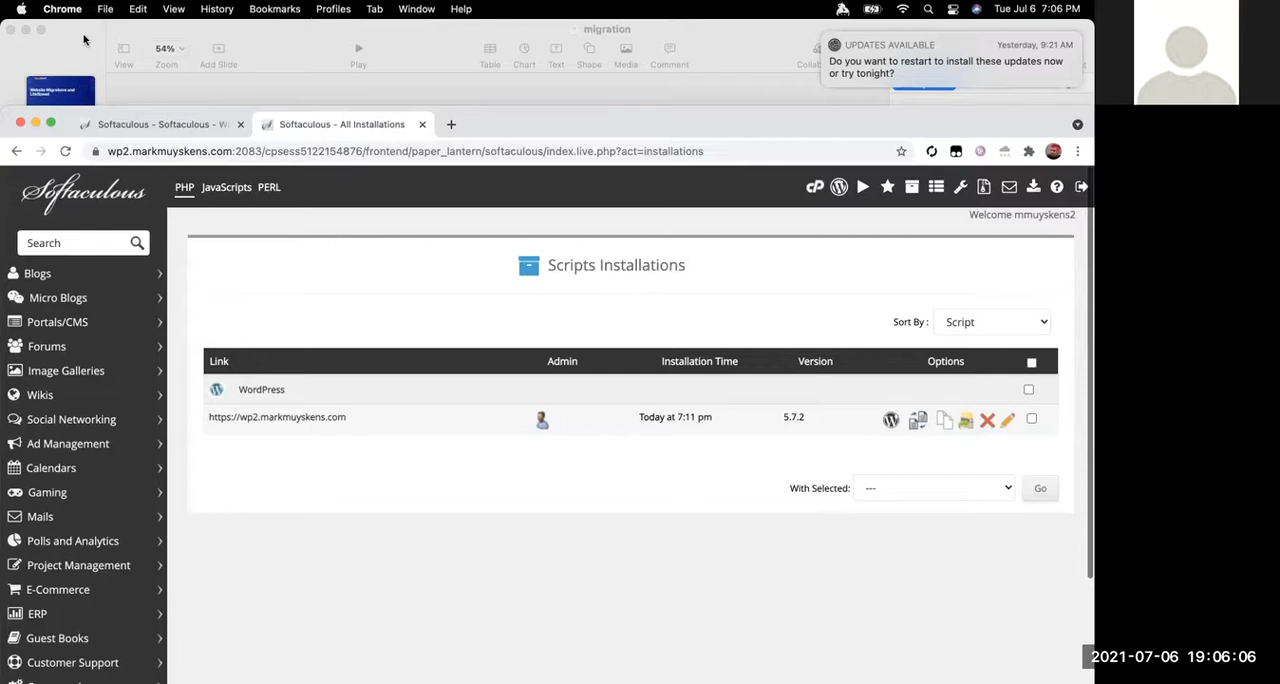 Chrome File Edit View History Bookmarks Profiles Tab Window Help Tue Jul 6 7:06 PM
migration
54%
View Zoom Add Slide Play Table Chart Text Shape Media Comment
UPDATES AVAILABLE Yesterday, 9:21 AM
Do you want to restart to install these updates now
or try tonight?
Website Migrations and
Softaculous - Softaculous - W
Softaculous - All Installations
wp2.markmuyskens.com:2083/cpsess5122154876/frontend/paper_lantern/softaculous/index.live.php?act=installations
Softaculous
PHP JavaScripts PERL
Welcome mmuyskens2
Search
Blogs
Micro Blogs
Portals/CMS
Forums
Image Galleries
Wikis
Social Networking
Ad Management
Calendars
Gaming
Mails
Polls and Analytics
Project Management
E-Commerce
ERP
Guest Books
Customer Support
Scripts Installations
Sort By : Script
Link Admin Installation Time Version Options
WordPress
https://wp2.markmuyskens.com Today at 7:11 pm 5.7.2
With Selected: --- Go
2021-07-06 19:06:06